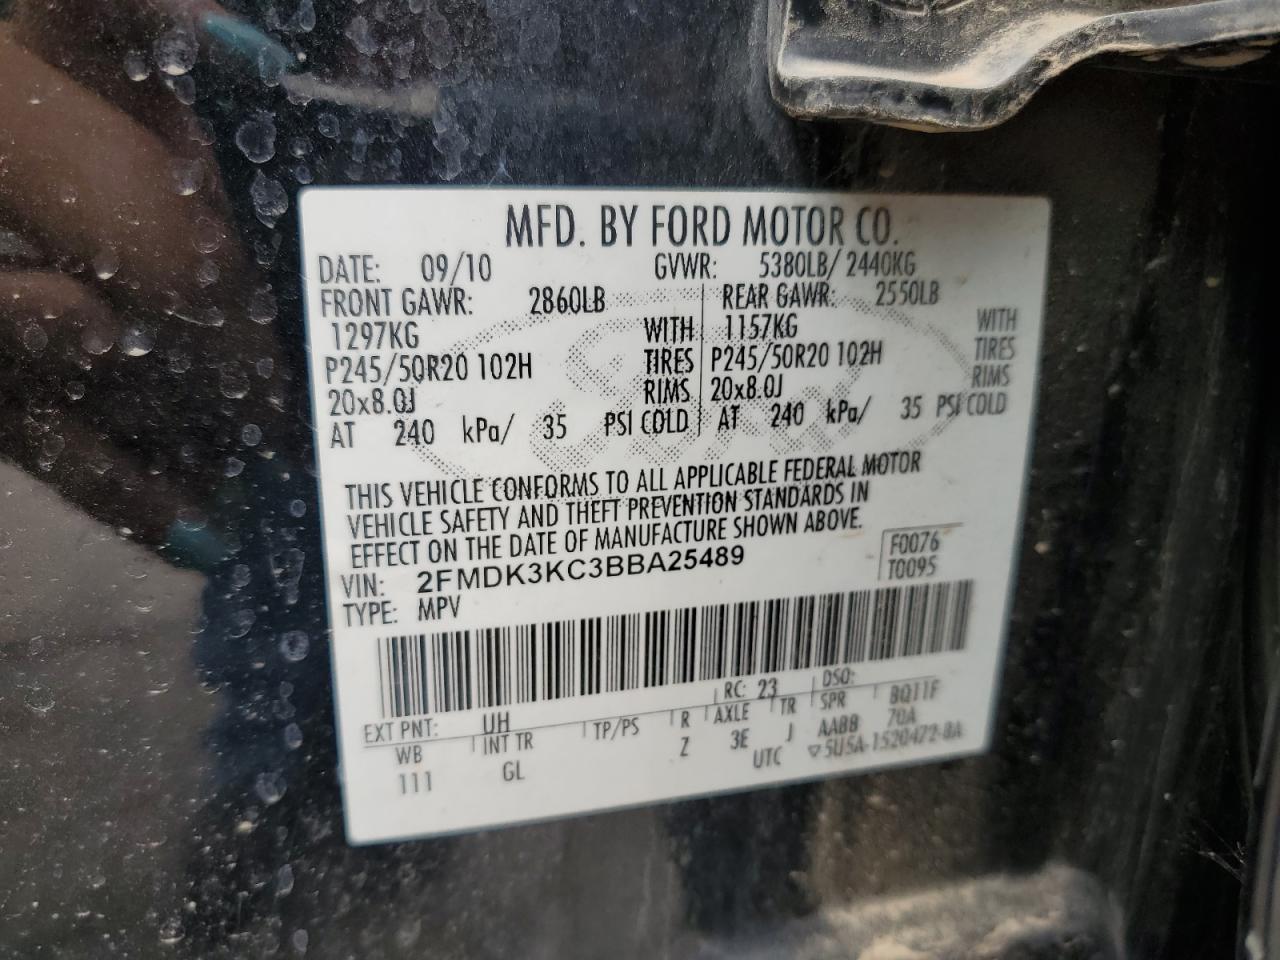 MFD. BY FORD MOTOR CO.
DATE: 09/10 GVWR: 5380LB/ 2440KG
FRONT GAWR: 2860LB REAR GAWR: 2550LB
1297KG WITH 1157KG WITH
P245/50R20 102H TIRES P245/50R20 102H TIRES
20x8.0J RIMS 20x8.0J RIMS
AT 240 kPa/ 35 PSI COLD AT 240 kPa/ 35 PSI COLD
THIS VEHICLE CONFORMS TO ALL APPLICABLE FEDERAL MOTOR
VEHICLE SAFETY AND THEFT PREVENTION STANDARDS IN
EFFECT ON THE DATE OF MANUFACTURE SHOWN ABOVE.
VIN: 2FMDK3KC3BBA25489 F0076
TYPE: MPV T0095
EXT PNT: UH RC: 23 DSO:
WB INT TR TP/PS R AXLE TR SPR BQ11F
111 GL Z 3E J AABB 70A
UTC ▽5U5A-1520472-BA